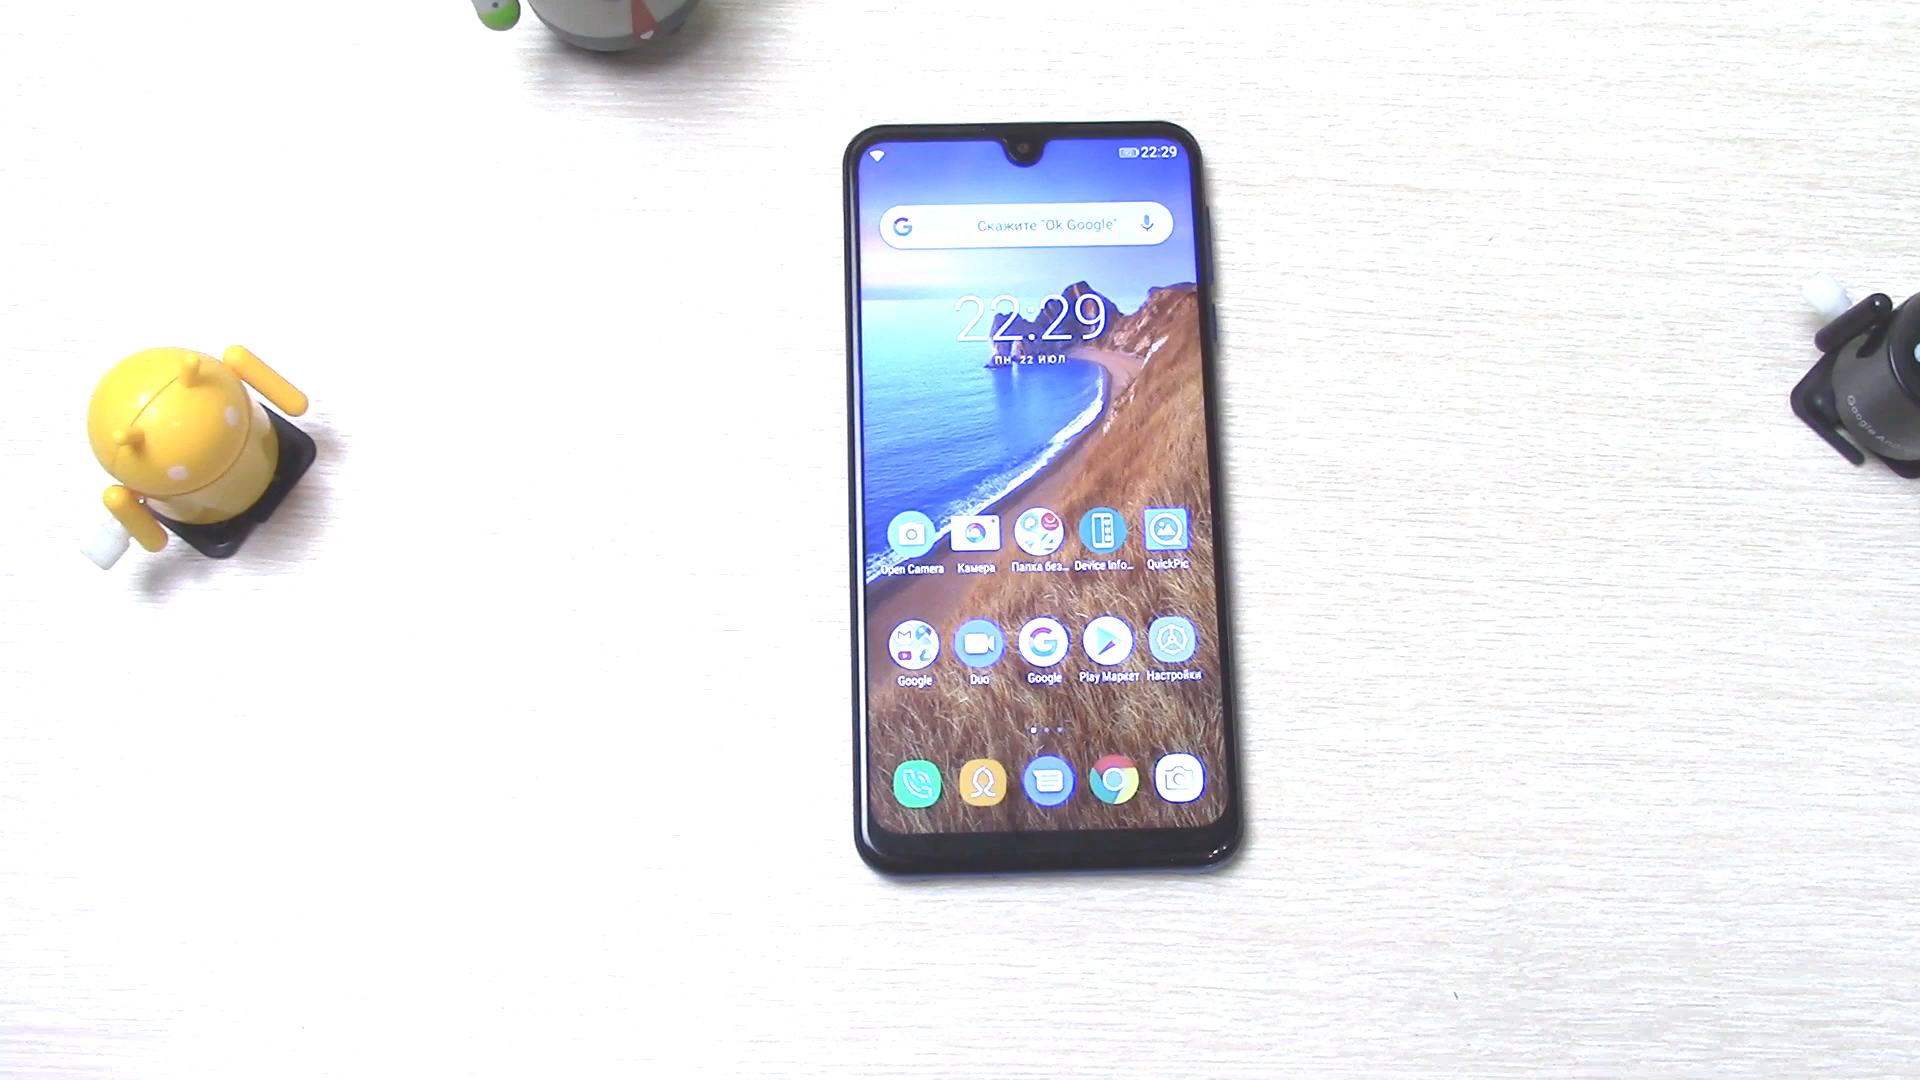 22:29
Скажите "Ok Google"
22:29
ПН, 22 ИЮЛ
Open Camera Камера Папка без… Device Info… QuickPic
Google Duo Google Play Маркет Настройки
Google